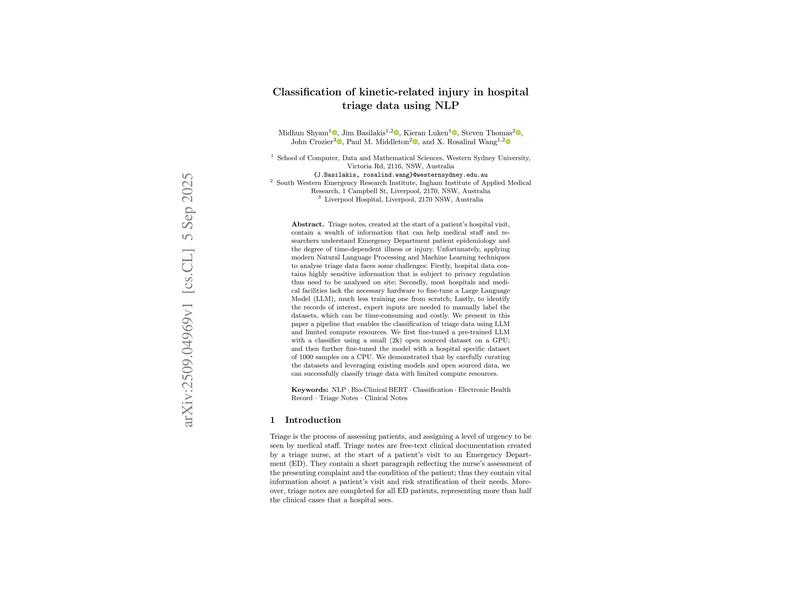 Classification of kinetic-related injury in hospital
triage data using NLP
Midhun Shyam1, Jim Basilakis1,2, Kieran Luken1, Steven Thomas2,
John Crozier3, Paul M. Middleton2, and X. Rosalind Wang1,2
1 School of Computer, Data and Mathematical Sciences, Western Sydney University,
Victoria Rd, 2116, NSW, Australia
{J.Basilakis, rosalind.wang}@westernsydney.edu.au
2 South Western Emergency Research Institute, Ingham Institute of Applied Medical
Research, 1 Campbell St, Liverpool, 2170, NSW, Australia
3 Liverpool Hospital, Liverpool, 2170 NSW, Australia
Abstract. Triage notes, created at the start of a patient's hospital visit,
contain a wealth of information that can help medical staff and re-
searchers understand Emergency Department patient epidemiology and
the degree of time-dependent illness or injury. Unfortunately, applying
modern Natural Language Processing and Machine Learning techniques
to analyse triage data faces some challenges: Firstly, hospital data con-
tains highly sensitive information that is subject to privacy regulation
thus need to be analysed on site; Secondly, most hospitals and medi-
cal facilities lack the necessary hardware to fine-tune a Large Language
Model (LLM), much less training one from scratch; Lastly, to identify
the records of interest, expert inputs are needed to manually label the
datasets, which can be time-consuming and costly. We present in this
paper a pipeline that enables the classification of triage data using LLM
and limited compute resources. We first fine-tuned a pre-trained LLM
with a classifier using a small (2k) open sourced dataset on a GPU;
and then further fine-tuned the model with a hospital specific dataset
of 1000 samples on a CPU. We demonstrated that by carefully curating
the datasets and leveraging existing models and open sourced data, we
can successfully classify triage data with limited compute resources.
Keywords: NLP · Bio-Clinical BERT · Classification · Electronic Health
Record · Triage Notes · Clinical Notes
1 Introduction
Triage is the process of assessing patients, and assigning a level of urgency to be
seen by medical staff. Triage notes are free-text clinical documentation created
by a triage nurse, at the start of a patient's visit to an Emergency Depart-
ment (ED). They contain a short paragraph reflecting the nurse's assessment of
the presenting complaint and the condition of the patient; thus they contain vital
information about a patient's visit and risk stratification of their needs. More-
over, triage notes are completed for all ED patients, representing more than half
the clinical cases that a hospital sees.
arXiv:2509.04969v1 [cs.CL] 5 Sep 2025